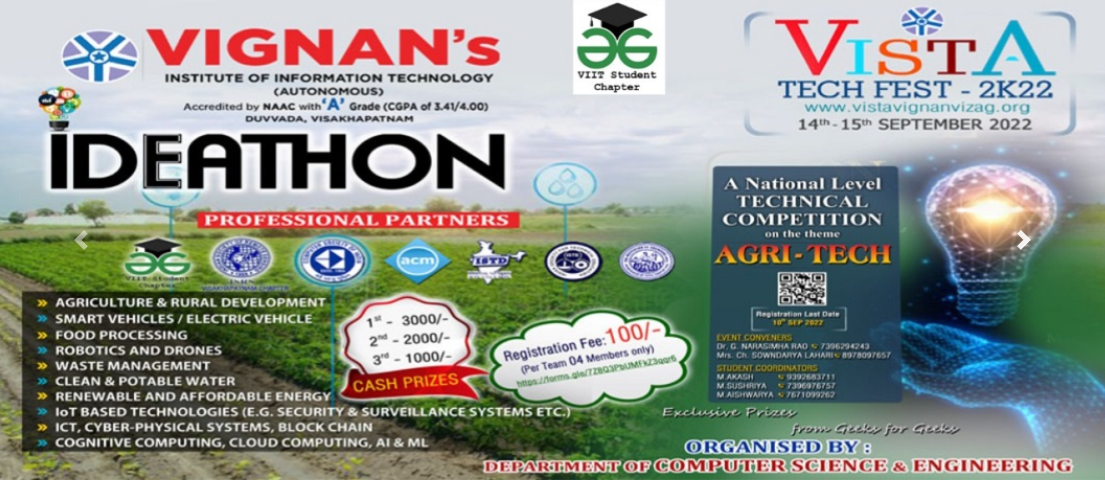 VIGNAN's
INSTITUTE OF INFORMATION TECHNOLOGY
(AUTONOMOUS)
Accredited by NAAC with 'A' Grade (CGPA of 3.41/4.00)
DUVVADA, VISAKHAPATNAM
VIIT Student
Chapter
VISTA
TECH FEST - 2K22
www.vistavignanvizag.org
14th-15th SEPTEMBER 2022
IDEATHON
PROFESSIONAL PARTNERS
VIIT Student
Chapter
acm
ISTD
A National Level
TECHNICAL
COMPETITION
on the theme
AGRI-TECH
Registration Last Date
10th SEP 2022
EVENT CONVENERS
Dr. G. NARASIMHA RAO 7396294243
Mrs. Ch. SOWNDARYA LAHARI 8978097657
STUDENT COORDINATORS
M.AKASH 9392683711
M.SUSHRIYA 7396976757
M.AISHWARYA 7671099262
» AGRICULTURE & RURAL DEVELOPMENT
» SMART VEHICLES / ELECTRIC VEHICLE
» FOOD PROCESSING
» ROBOTICS AND DRONES
» WASTE MANAGEMENT
» CLEAN & POTABLE WATER
» RENEWABLE AND AFFORDABLE ENERGY
» IoT BASED TECHNOLOGIES (E.G. SECURITY & SURVEILLANCE SYSTEMS ETC.)
» ICT, CYBER-PHYSICAL SYSTEMS, BLOCK CHAIN
» COGNITIVE COMPUTING, CLOUD COMPUTING, AI & ML
1st - 3000/-
2nd - 2000/-
3rd - 1000/-
CASH PRIZES
Registration Fee: 100/-
(Per Team 04 Members only)
Exclusive Prizes
from Geeks for Geeks
ORGANISED BY :
DEPARTMENT OF COMPUTER SCIENCE & ENGINEERING